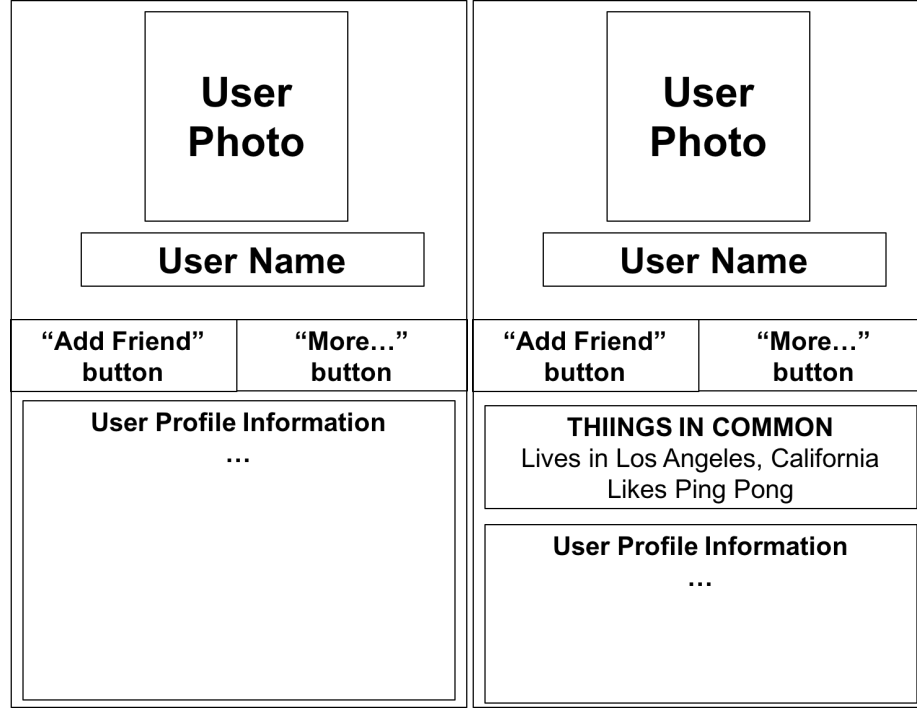 User
Photo
User Name
“Add Friend”
button
“More…”
button
User Profile Information
…
User
Photo
User Name
“Add Friend”
button
“More…”
button
THIINGS IN COMMON
Lives in Los Angeles, California
Likes Ping Pong
User Profile Information
…